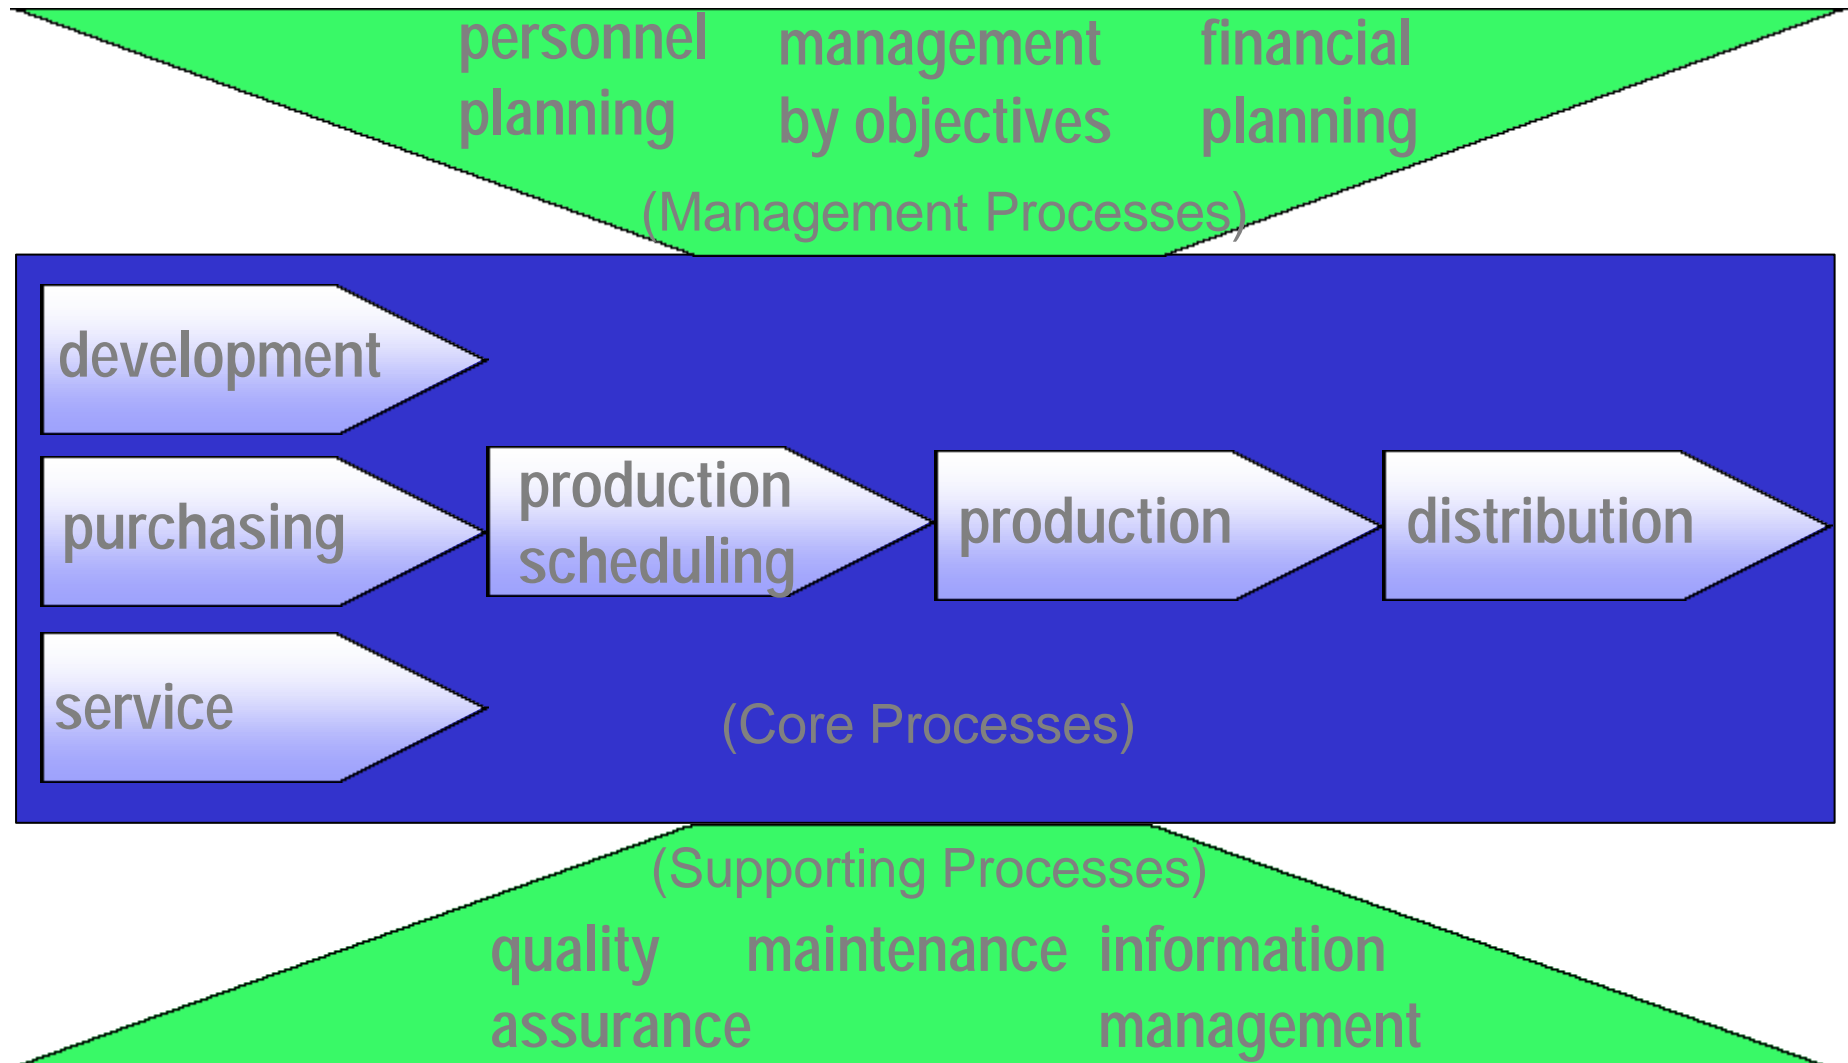 personnel
planning
management
by objectives
financial
planning
(Management Processes)
development
purchasing
service
production
scheduling
production
distribution
(Core Processes)
(Supporting Processes)
quality
assurance
maintenance
information
management